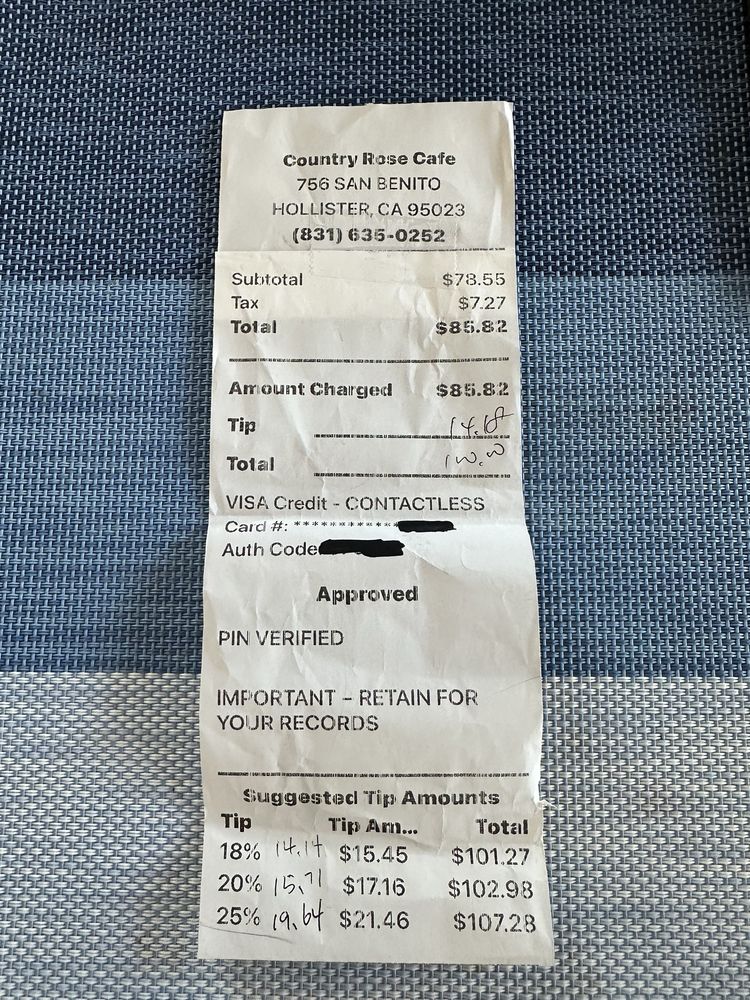 Country Rose Cafe
756 SAN BENITO
HOLLISTER, CA 95023
(831) 635-0252
Subtotal $78.55
Tax $7.27
Total $85.82
Amount Charged $85.82
Tip 14.18
Total 100.00
VISA Credit - CONTACTLESS
Card #: ************
Auth Code
Approved
PIN VERIFIED
IMPORTANT - RETAIN FOR
YOUR RECORDS
Suggested Tip Amounts
Tip Tip Am... Total
18% 14.14 $15.45 $101.27
20% 15.71 $17.16 $102.98
25% 19.64 $21.46 $107.28